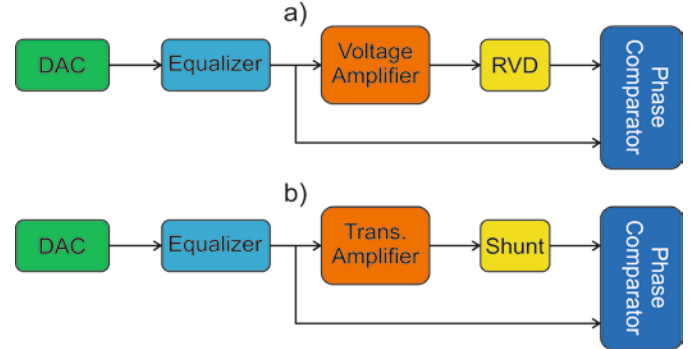 a)
DAC
Equalizer
Voltage
Amplifier
RVD
Phase
Comparator
b)
DAC
Equalizer
Trans.
Amplifier
Shunt
Phase
Comparator